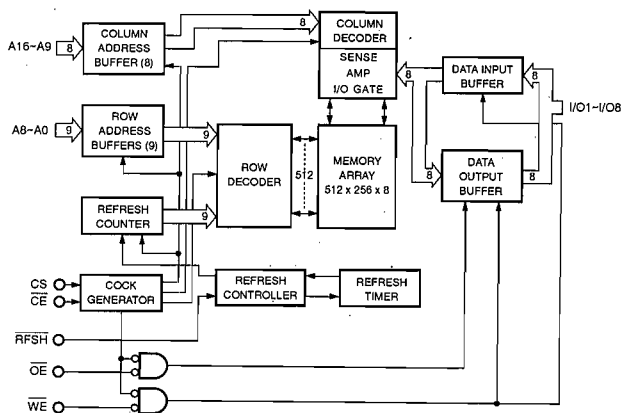 A16~A9
8
COLUMN
ADDRESS
BUFFER (8)
8
COLUMN
DECODER
SENSE
AMP
I/O GATE
8
DATA INPUT
BUFFER
8
I/O1~I/O8
A8~A0
9
ROW
ADDRESS
BUFFERS (9)
9
ROW
DECODER
512
MEMORY
ARRAY
512 x 256 x 8
8
DATA
OUTPUT
BUFFER
8
REFRESH
COUNTER
9
CS
CE
COCK
GENERATOR
REFRESH
CONTROLLER
REFRESH
TIMER
RFSH
OE
WE